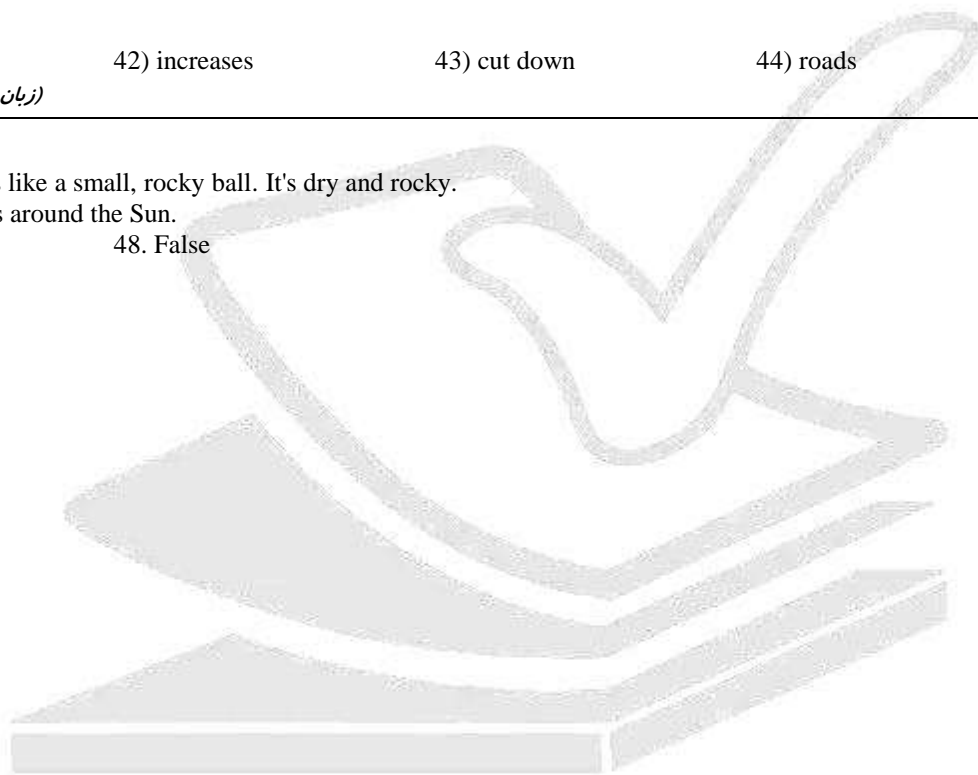 42) increases 43) cut down 44) roads
(زبان
like a small, rocky ball. It's dry and rocky.
around the Sun.
48. False